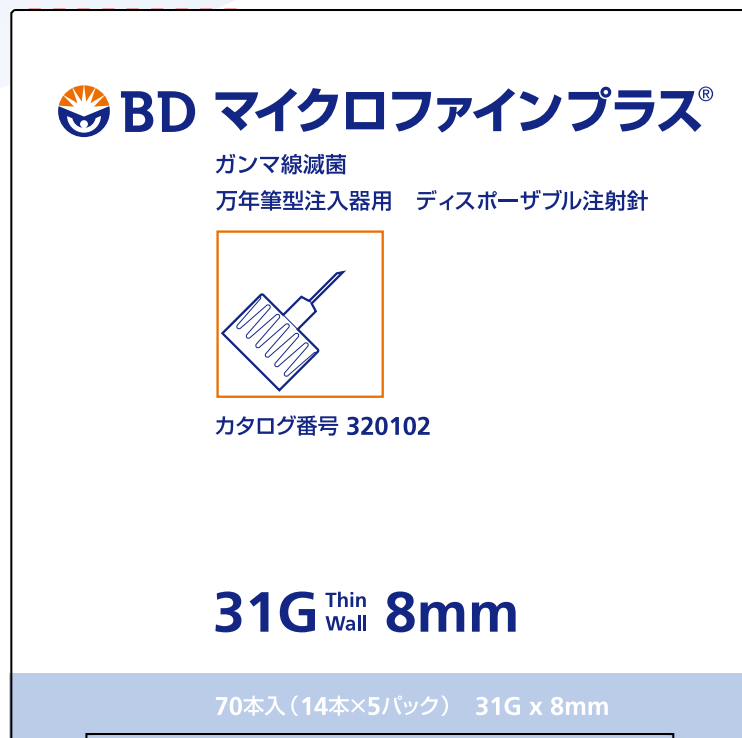 BD マイクロファインプラス®
ガンマ線滅菌
万年筆型注入器用 ディスポーザブル注射針
カタログ番号 320102
31G Thin Wall 8mm
70本入（14本×5パック） 31G x 8mm